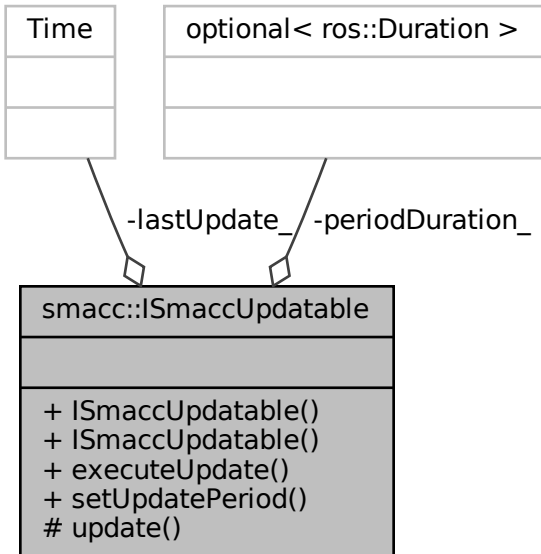 Time
optional< ros::Duration >
-lastUpdate_
-periodDuration_
smacc::ISmaccUpdatable
+ ISmaccUpdatable()
+ ISmaccUpdatable()
+ executeUpdate()
+ setUpdatePeriod()
# update()